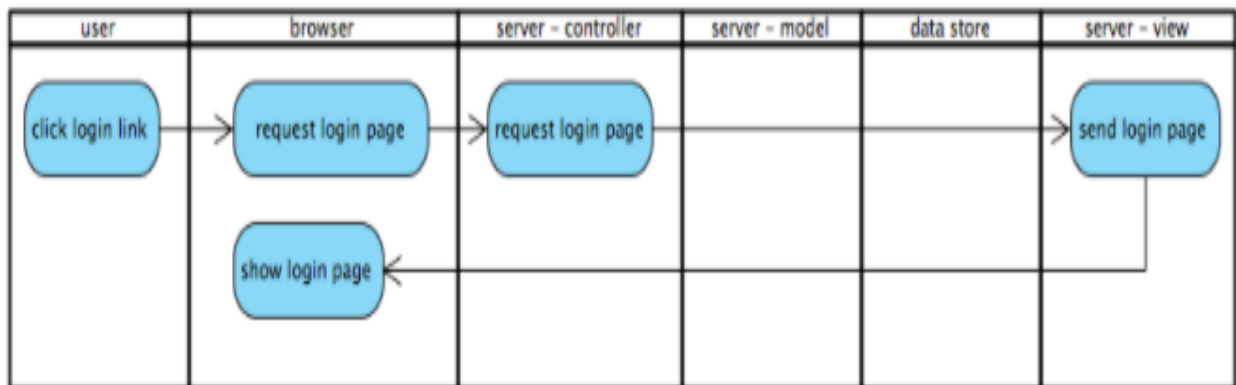 user
browser
server - controller
server - model
data store
server - view
click login link
request login page
request login page
send login page
show login page